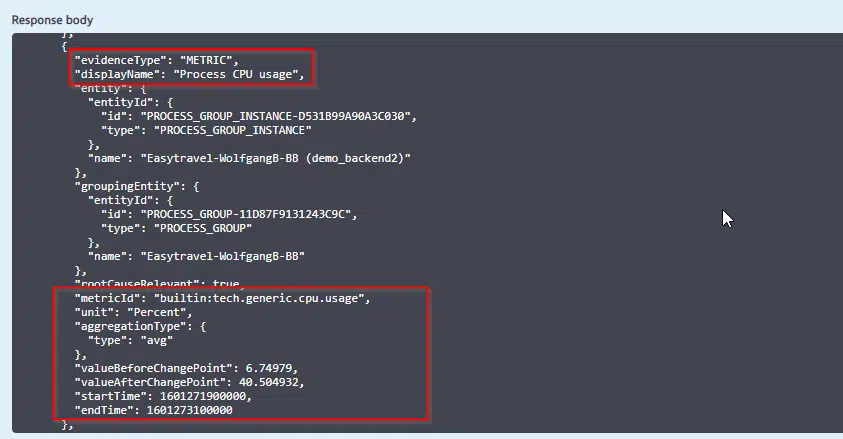 Response body
},
{
"evidenceType": "METRIC",
"displayName": "Process CPU usage",
"entity": {
"entityId": {
"id": "PROCESS_GROUP_INSTANCE-D531B99A90A3C030",
"type": "PROCESS_GROUP_INSTANCE"
},
"name": "Easytravel-WolfgangB-BB (demo_backend2)"
},
"groupingEntity": {
"entityId": {
"id": "PROCESS_GROUP-11D87F9131243C9C",
"type": "PROCESS_GROUP"
},
"name": "Easytravel-WolfgangB-BB"
},
"rootCauseRelevant": true,
"metricId": "builtin:tech.generic.cpu.usage",
"unit": "Percent",
"aggregationType": {
"type": "avg"
},
"valueBeforeChangePoint": 6.74979,
"valueAfterChangePoint": 40.504932,
"startTime": 1601271900000,
"endTime": 1601273100000
},